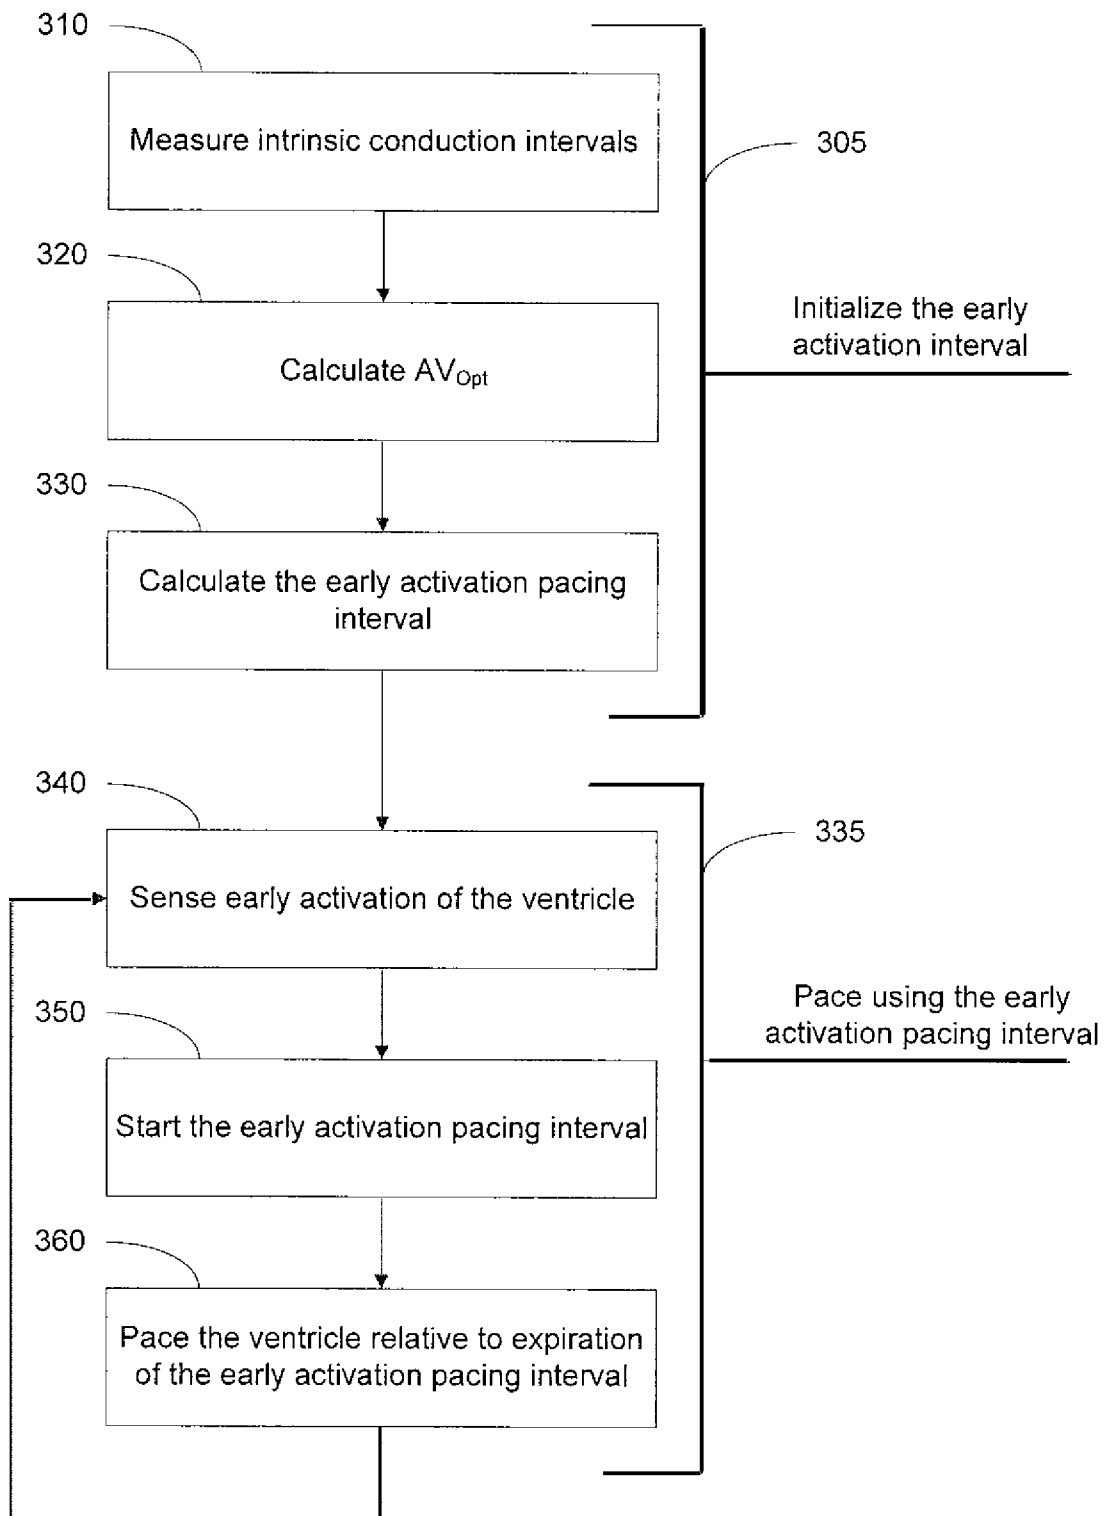 310
Measure intrinsic conduction intervals
305
320
Calculate AVOpt
Initialize the early
activation interval
330
Calculate the early activation pacing
interval
340
335
Sense early activation of the ventricle
350
Pace using the early
activation pacing interval
Start the early activation pacing interval
360
Pace the ventricle relative to expiration
of the early activation pacing interval